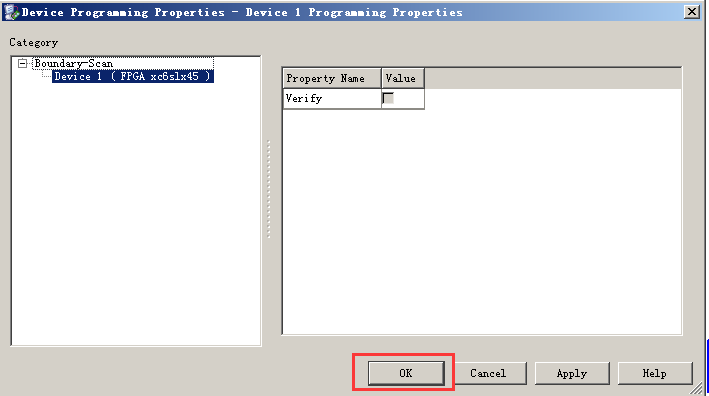 Device Programming Properties - Device 1 Programming Properties
Category
Boundary-Scan
Device 1 ( FPGA xc6slx45 )
Property Name Value
Verify
OK Cancel Apply Help